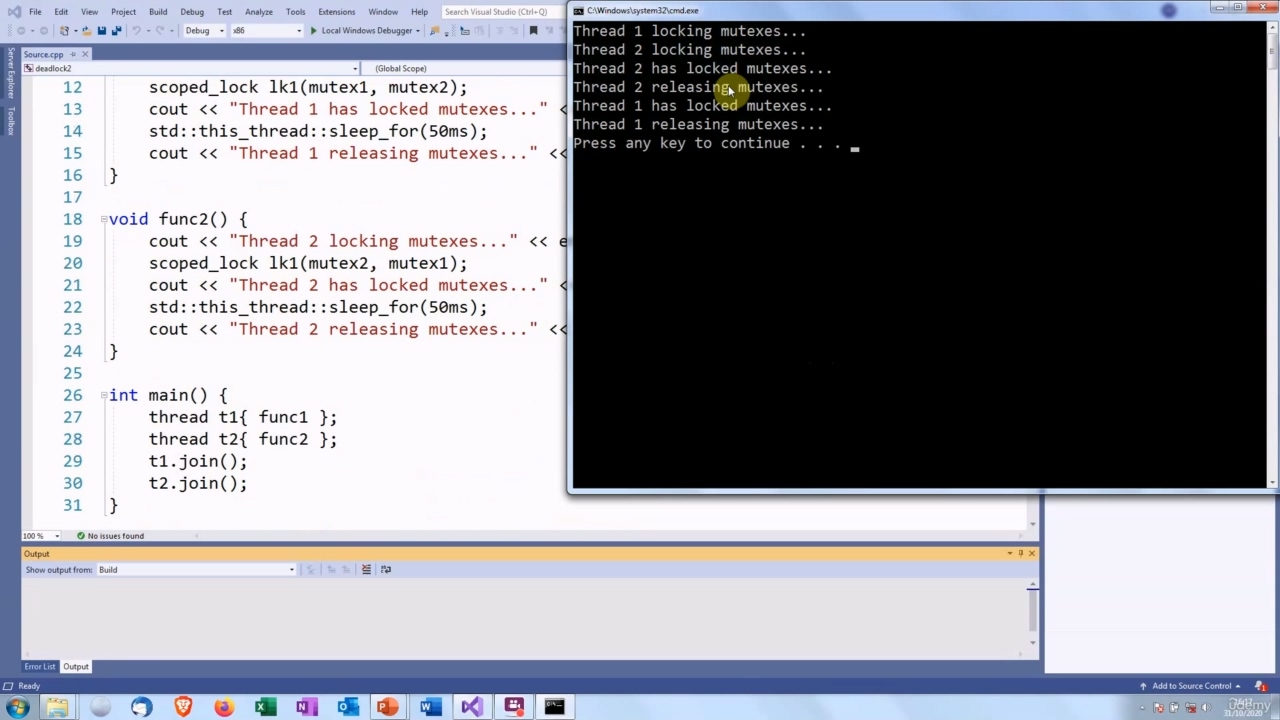 File Edit View Project Build Debug Test Analyze Tools Extensions Window Help Search Visual Studio (Ctrl+Q)
Debug x86 Local Windows Debugger
Server Explorer
Toolbox
Source.cpp
deadlock2 (Global Scope)
12 scoped_lock lk1(mutex1, mutex2);
13 cout << "Thread 1 has locked mutexes..." <
14 std::this_thread::sleep_for(50ms);
15 cout << "Thread 1 releasing mutexes..." <<
16 }
17
18 void func2() {
19 cout << "Thread 2 locking mutexes..." << e
20 scoped_lock lk1(mutex2, mutex1);
21 cout << "Thread 2 has locked mutexes..." <
22 std::this_thread::sleep_for(50ms);
23 cout << "Thread 2 releasing mutexes..." <<
24 }
25
26 int main() {
27 thread t1{ func1 };
28 thread t2{ func2 };
29 t1.join();
30 t2.join();
31 }
100 % No issues found
Output
Show output from: Build
Error List Output
Ready
Add to Source Control
1
C:\Windows\system32\cmd.exe
Thread 1 locking mutexes...
Thread 2 locking mutexes...
Thread 2 has locked mutexes...
Thread 2 releasing mutexes...
Thread 1 has locked mutexes...
Thread 1 releasing mutexes...
Press any key to continue . . .
udemy
31/10/2020